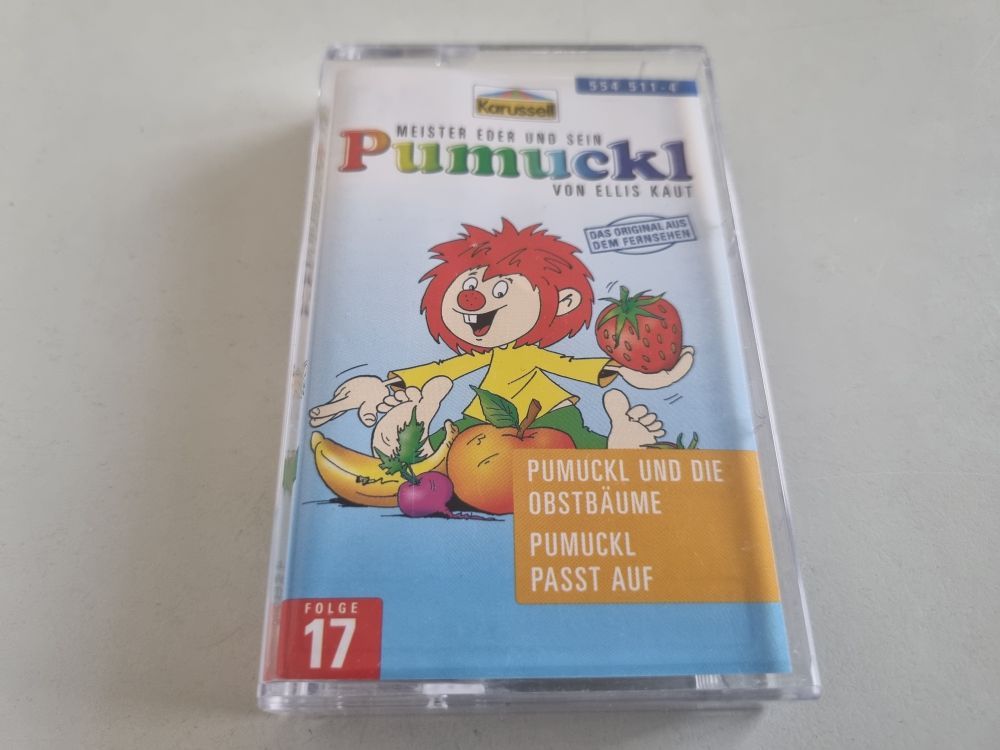 Karussell
554 511-4
MEISTER EDER UND SEIN
Pumuckl
VON ELLIS KAUT
DAS ORIGINAL AUS
DEM FERNSEHEN
PUMUCKL UND DIE
OBSTBÄUME
PUMUCKL
PASST AUF
FOLGE
17